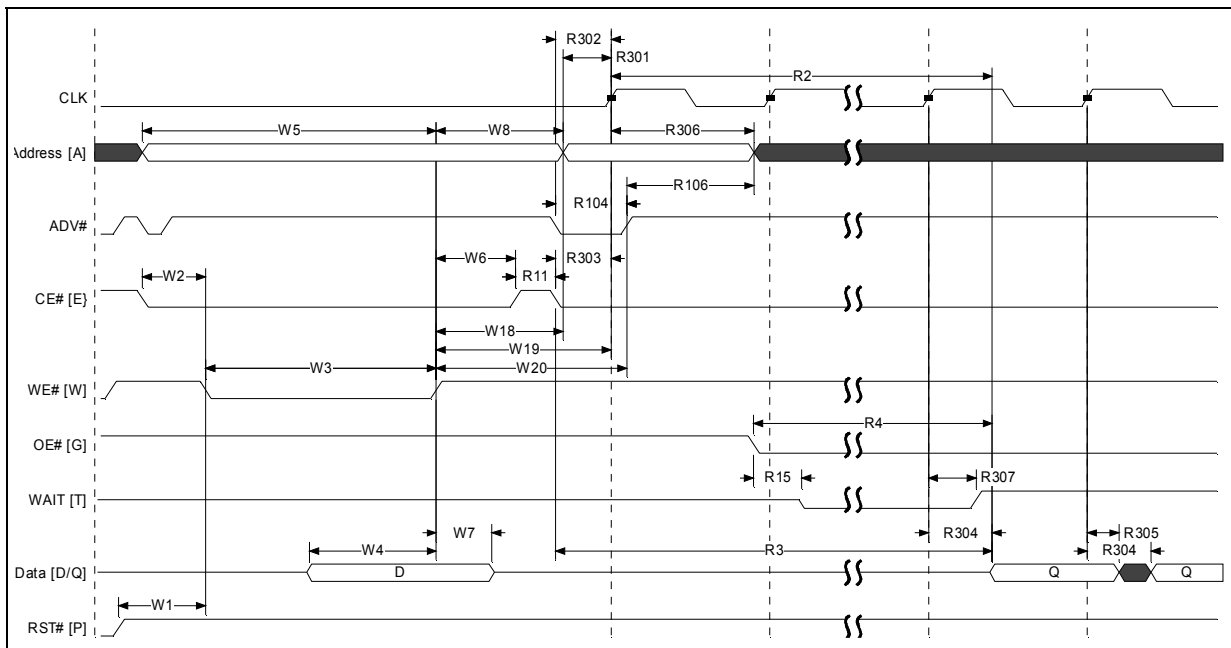 R302
R301
R2
CLK
W5
W8
R306
Address [A]
R106
R104
ADV#
W6
R303
W2
R11
CE# [E}
W18
W19
W3
W20
WE# [W]
R4
OE# [G]
R15
R307
WAIT [T]
W7
R304
R305
W4
R3
R304
Data [D/Q]
D
Q
Q
W1
RST# [P]